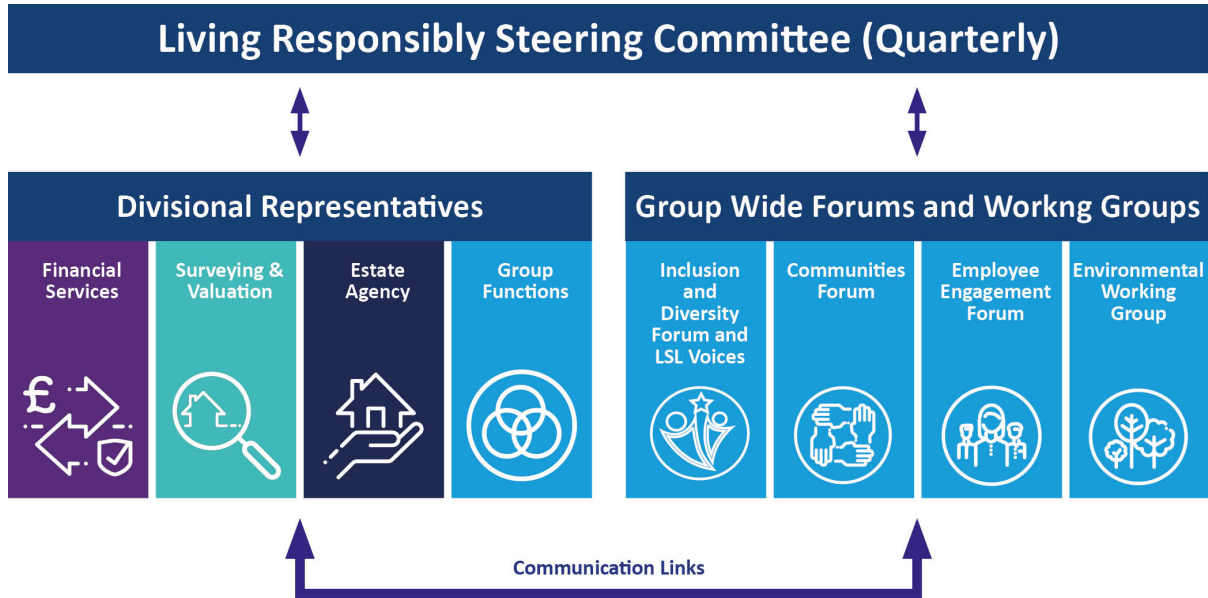 Living Responsibly Steering Committee (Quarterly)
Divisional Representatives
Financial
Services
Surveying &
Valuation
Estate
Agency
Group
Functions
£
Group Wide Forums and Workng Groups
Inclusion
and
Diversity
Forum and
LSL Voices
Communities
Forum
Employee
Engagement
Forum
Environmental
Working
Group
Communication Links